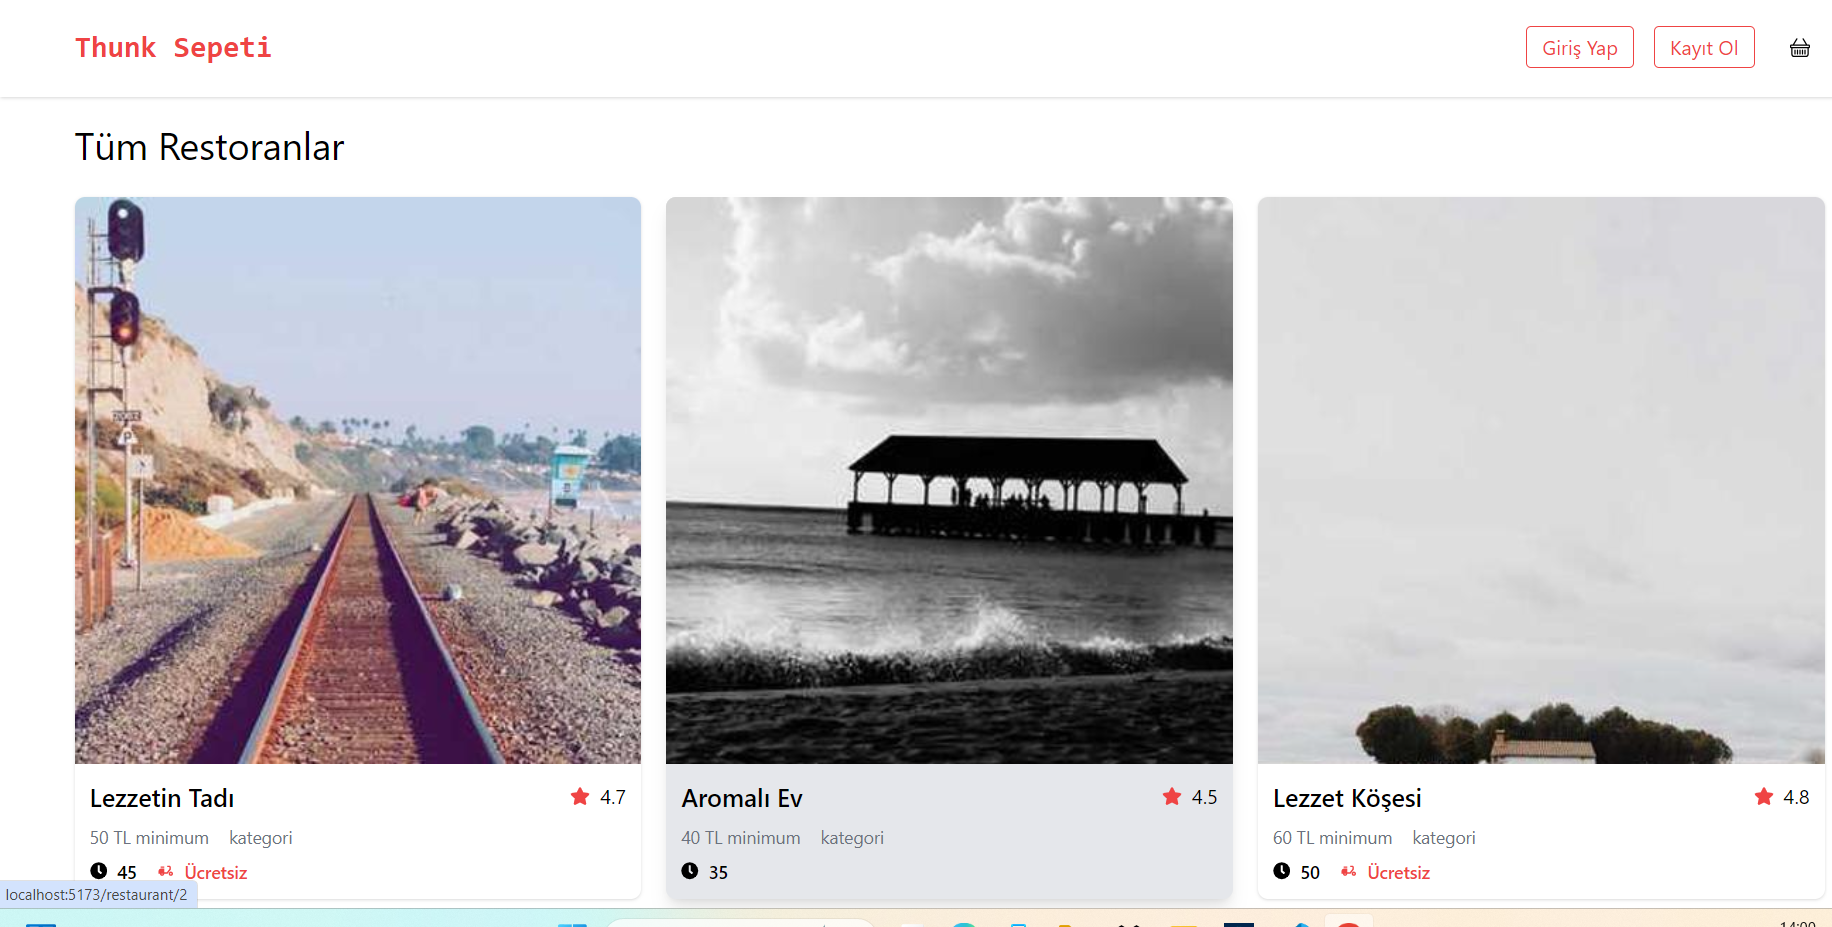 Thunk Sepeti
Giriş Yap
Kayıt Ol
Tüm Restoranlar
Lezzetin Tadı 4.7
50 TL minimum kategori
45 Ücretsiz
Aromalı Ev 4.5
40 TL minimum kategori
35
Lezzet Köşesi 4.8
60 TL minimum kategori
50 Ücretsiz
localhost:5173/restaurant/2